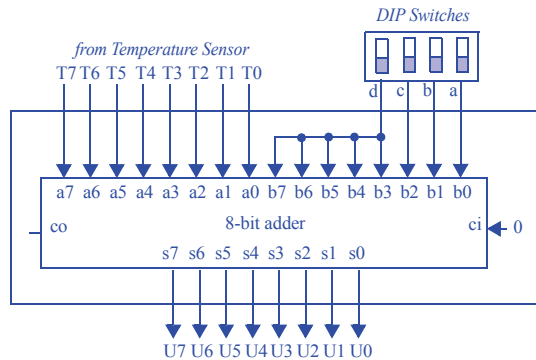 DIP Switches
from Temperature Sensor
T7 T6 T5 T4 T3 T2 T1 T0
d c b a
a7 a6 a5 a4 a3 a2 a1 a0 b7 b6 b5 b4 b3 b2 b1 b0
co 8-bit adder ci 0
s7 s6 s5 s4 s3 s2 s1 s0
U7 U6 U5 U4 U3 U2 U1 U0